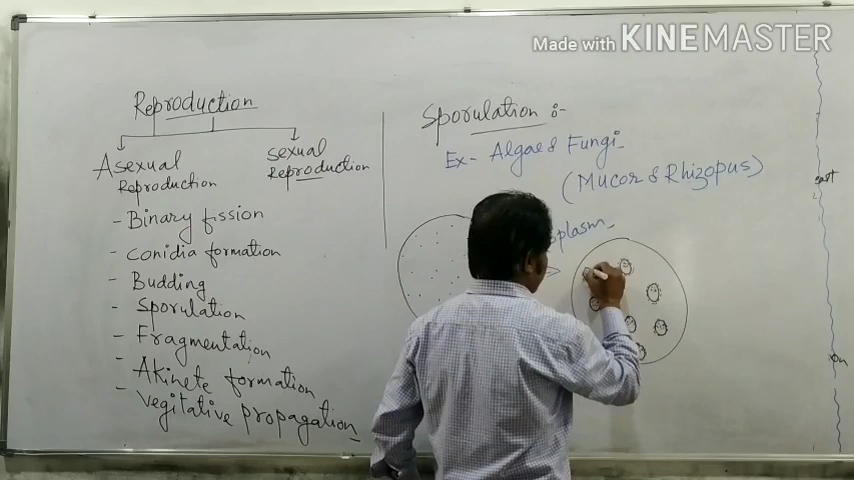 Made with KINEMASTER
Reproduction
Asexual
Reproduction
sexual
Reproduction
- Binary fission
- conidia formation
- Budding
- Sporulation
- Fragmentation
- Akinete formation
- Vegitative propagation
Sporulation :-
Ex- Algae & Fungi
(Mucor & Rhizopus)
plasm